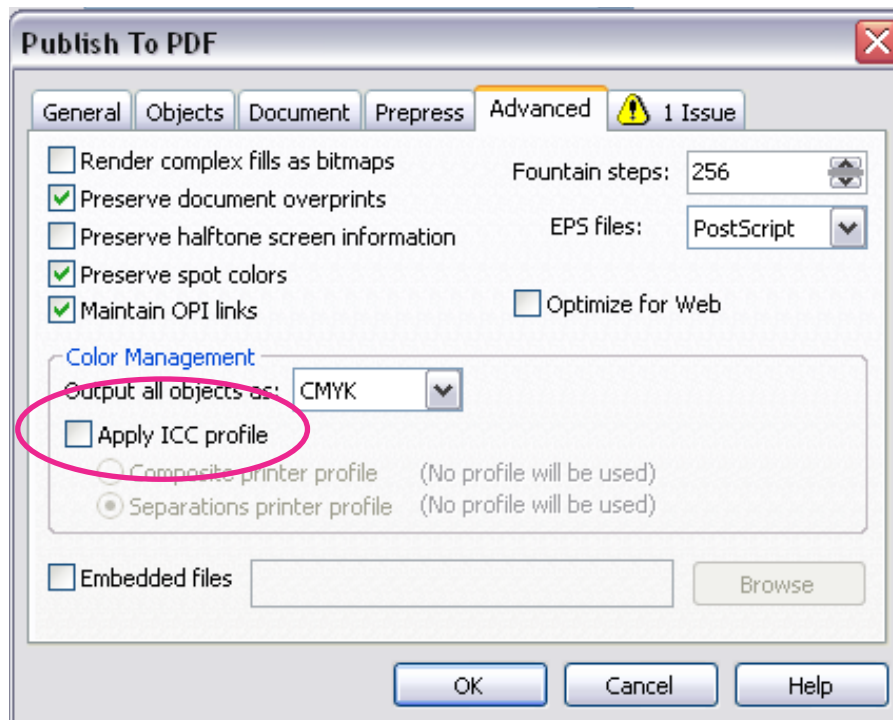 Publish To PDF
General Objects Document Prepress Advanced 1 Issue
Render complex fills as bitmaps
Fountain steps: 256
Preserve document overprints
Preserve halftone screen information
EPS files: PostScript
Preserve spot colors
Maintain OPI links
Optimize for Web
Color Management
Output all objects as: CMYK
Apply ICC profile
Composite printer profile (No profile will be used)
Separations printer profile (No profile will be used)
Embedded files Browse
OK Cancel Help